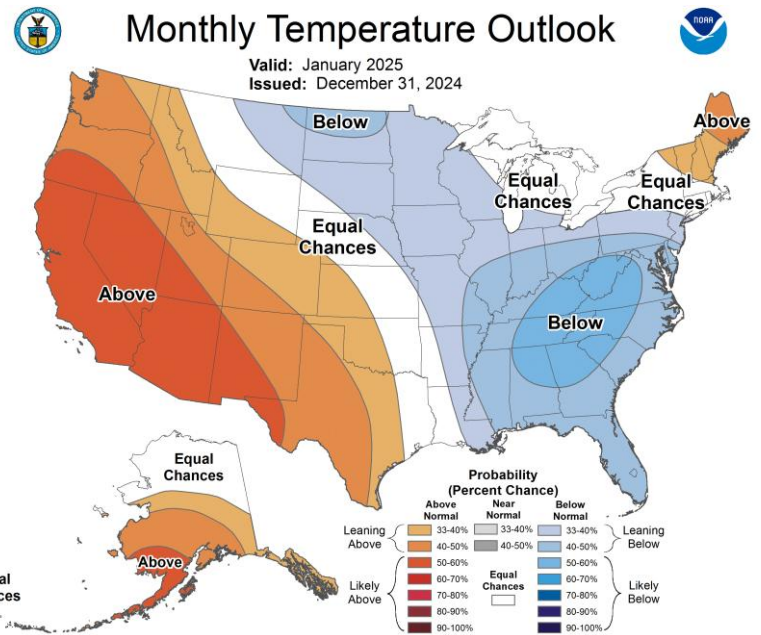 Monthly Temperature Outlook
NOAA
Valid: January 2025
Issued: December 31, 2024
Below
Above
Equal
Chances
Equal
Chances
Equal
Chances
Above
Below
Equal
Chances
Above
al
ces
Probability
(Percent Chance)
Above
Normal
Near
Normal
Below
Normal
Leaning
Above
33-40%
40-50%
33-40%
40-50%
33-40%
40-50%
Leaning
Below
Likely
Above
50-60%
60-70%
70-80%
80-90%
90-100%
Equal
Chances
50-60%
60-70%
70-80%
80-90%
90-100%
Likely
Below